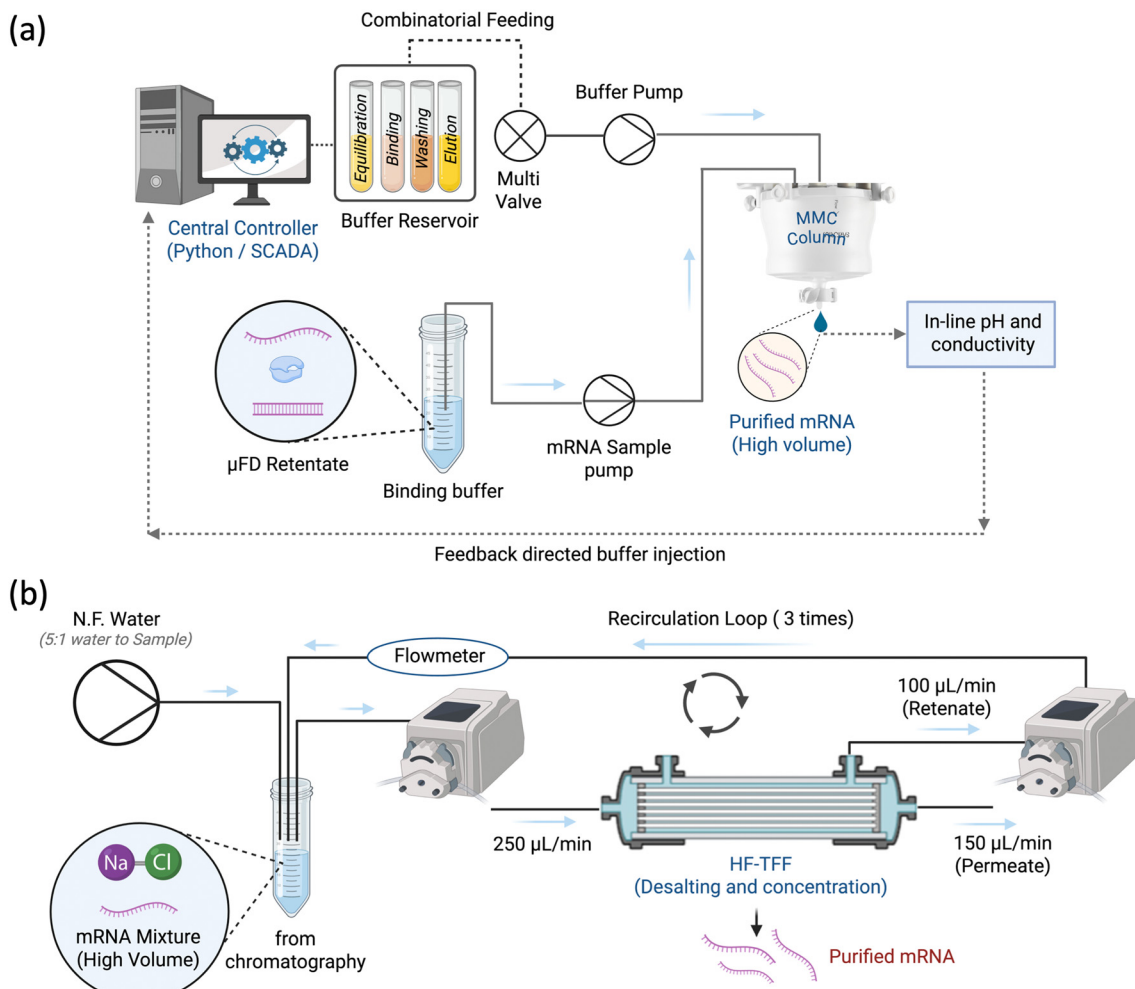 (a)
Combinatorial Feeding
Equilibration
Binding
Washing
Elution
Buffer Reservoir
Multi
Valve
Buffer Pump
Central Controller
(Python / SCADA)
MMC
Column
In-line pH and
conductivity
Purified mRNA
(High volume)
µFD Retentate
Binding buffer
mRNA Sample
pump
Feedback directed buffer injection
(b)
N.F. Water
(5:1 water to Sample)
Recirculation Loop ( 3 times)
Flowmeter
100 µL/min
(Retenate)
250 µL/min
150 µL/min
(Permeate)
HF-TFF
(Desalting and concentration)
Na
Cl
mRNA Mixture
(High Volume)
from
chromatography
Purified mRNA